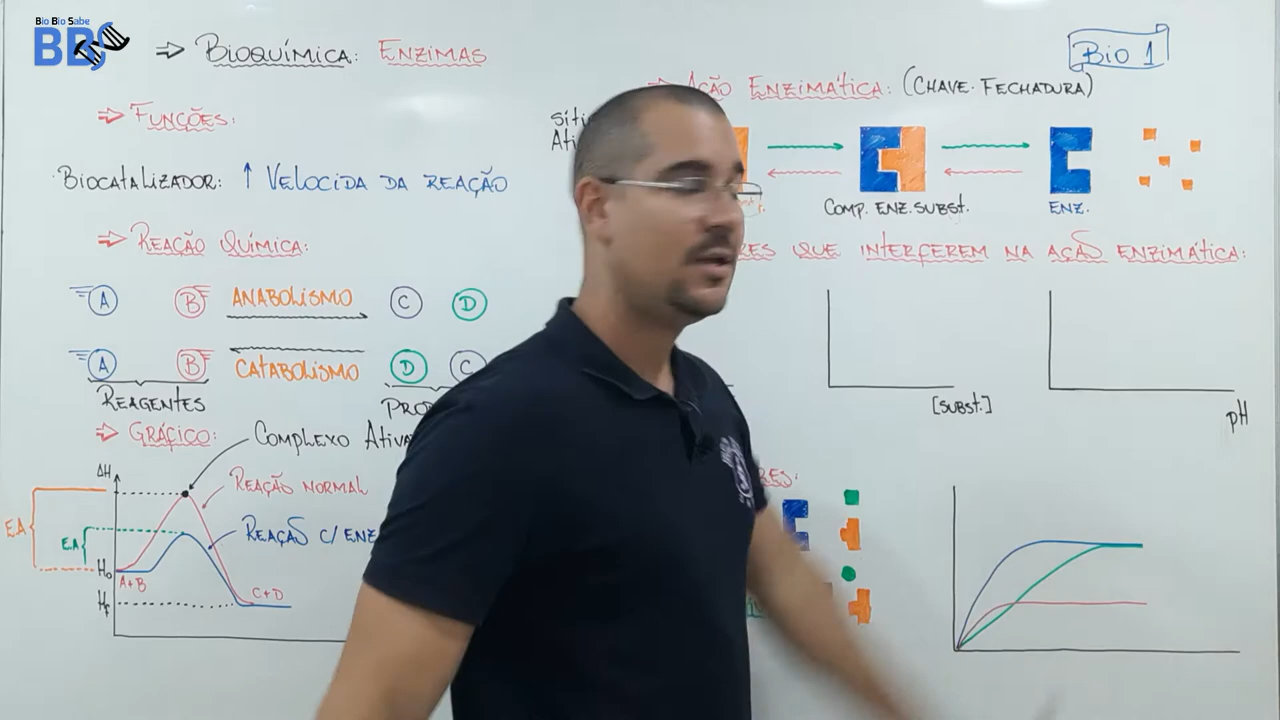 Bio Bio Sabe
BBS
⇒ BIOQUÍMICA: ENZIMAS
Bio 1
⇒ FUNÇÕES:
BIOCATALIZADOR: ↑ VELOCIDA DA REAÇÃO
⇒ REAÇÃO QUÍMICA:
A B ANABOLISMO C D
A B CATABOLISMO D C
REAGENTES
⇒ GRÁFICO:
COMPLEXO
ΔH
REAÇÃO NORMAL
REAÇÃO C/ ENZ
EA
EA
H₀
A+B
C+D
Hf
AÇÃO ENZIMÁTICA: (CHAVE-FECHADURA)
COMP. ENZ. SUBST.
ENZ.
QUE INTERFEREM NA AÇÃO ENZIMÁTICA:
[SUBST.]
pH